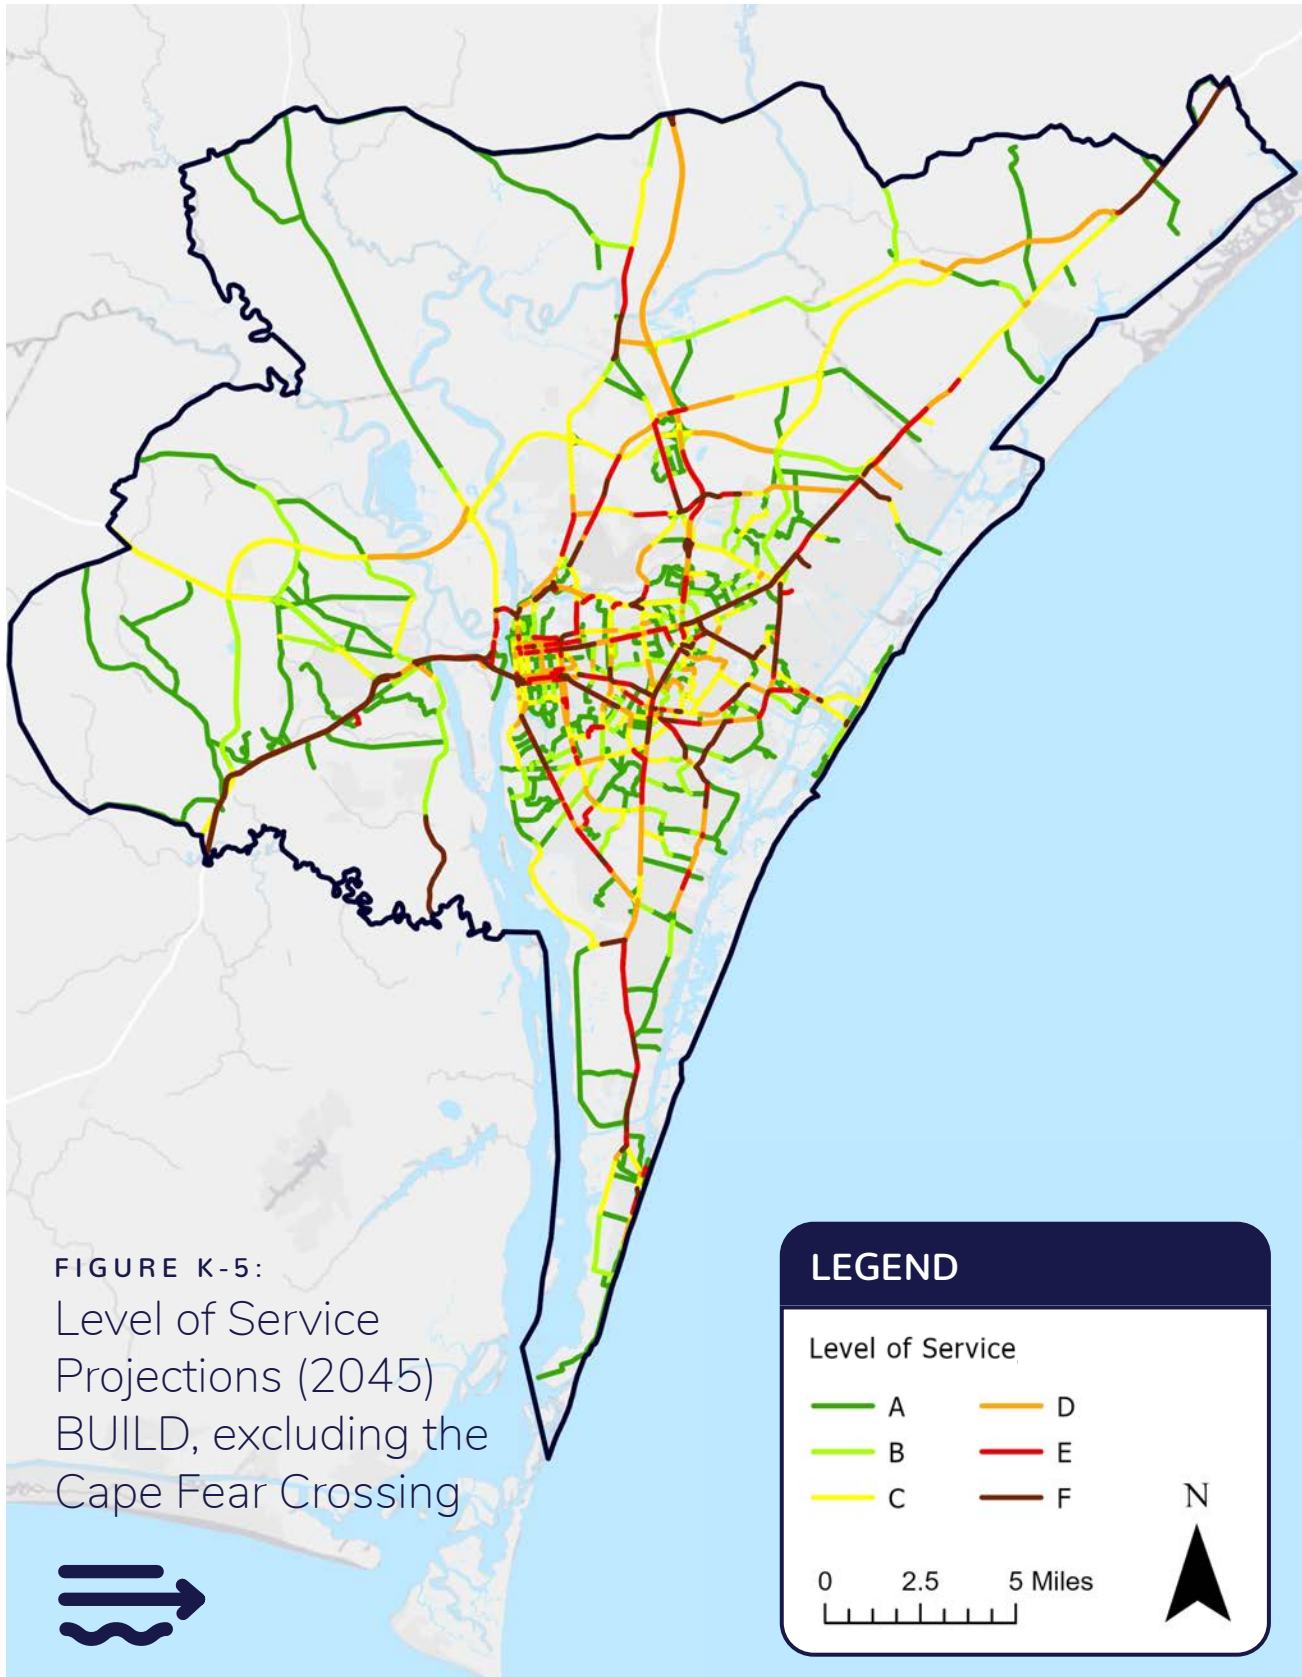 FIGURE K-5:
Level of Service
Projections (2045)
BUILD, excluding the
Cape Fear Crossing
LEGEND
Level of Service
A D
B E
C F
N
0 2.5 5 Miles